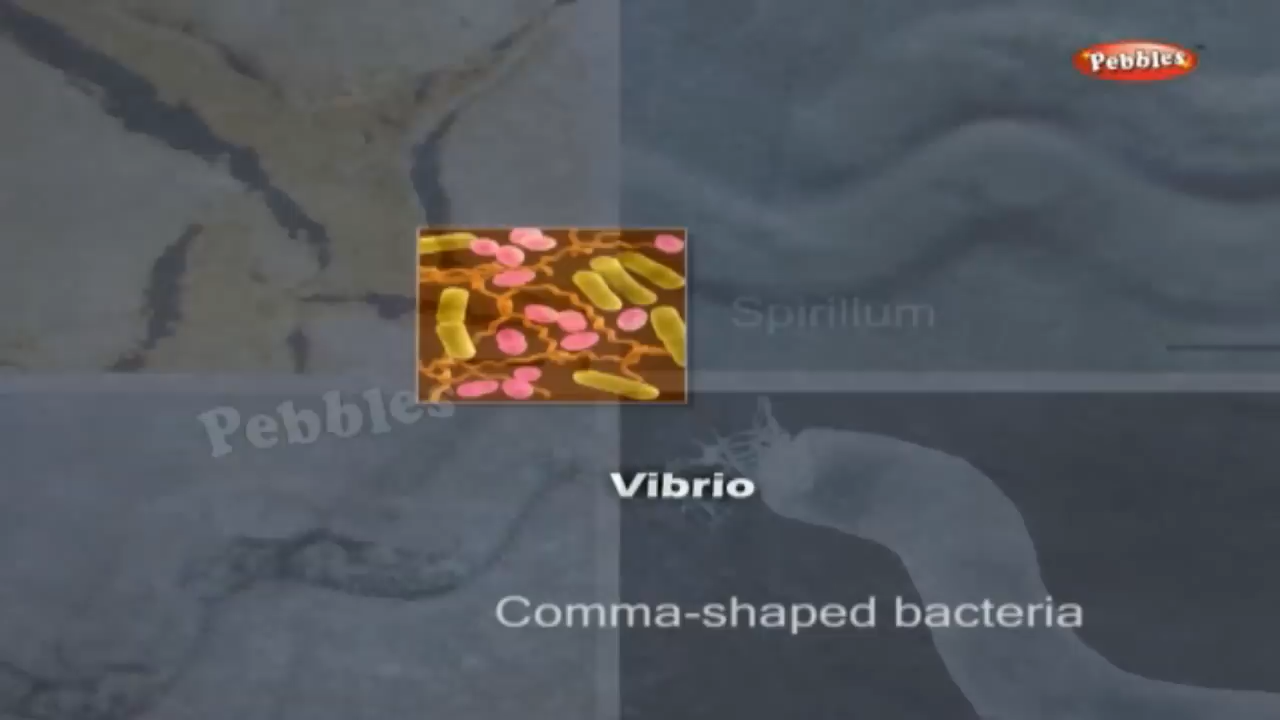 Pebbles
Spirillum
Pebbles
Vibrio
Comma-shaped bacteria